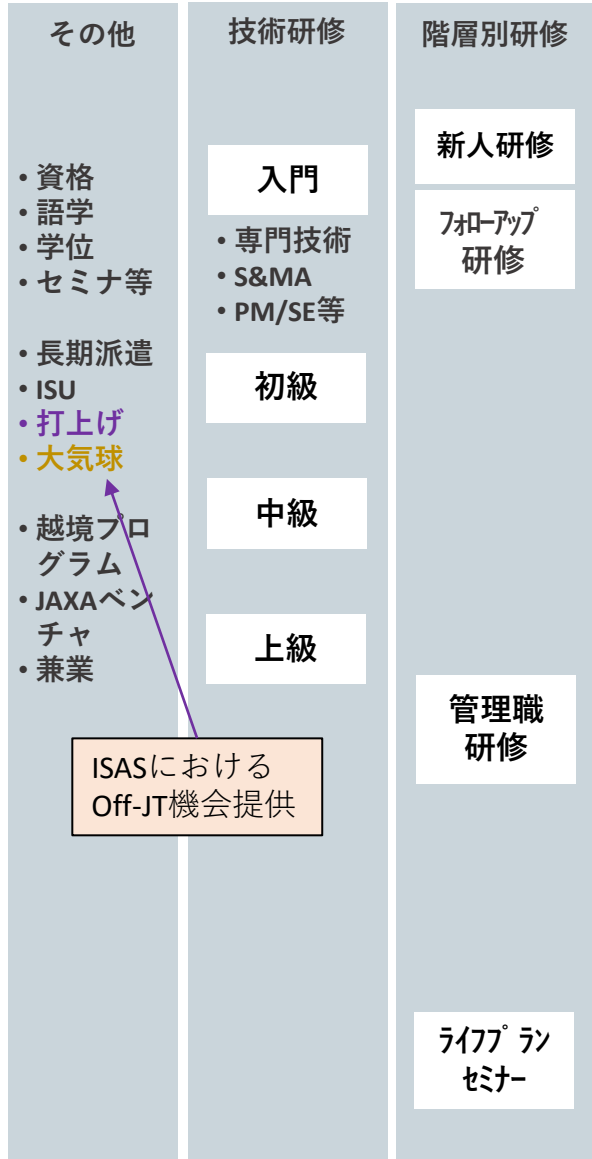 その他
・資格
・語学
・学位
・セミナ等
・長期派遣
・ISU
・打上げ
・大気球
・越境プロ
グラム
・JAXAベン
チャ
・兼業
ISASにおける
Off-JT機会提供
技術研修
入門
・専門技術
・S&MA
・PM/SE等
初級
中級
上級
階層別研修
新人研修
ﾌｫﾛｰｱｯﾌﾟ
研修
管理職
研修
ﾗｲﾌﾌﾟﾗﾝ
ｾﾐﾅｰ